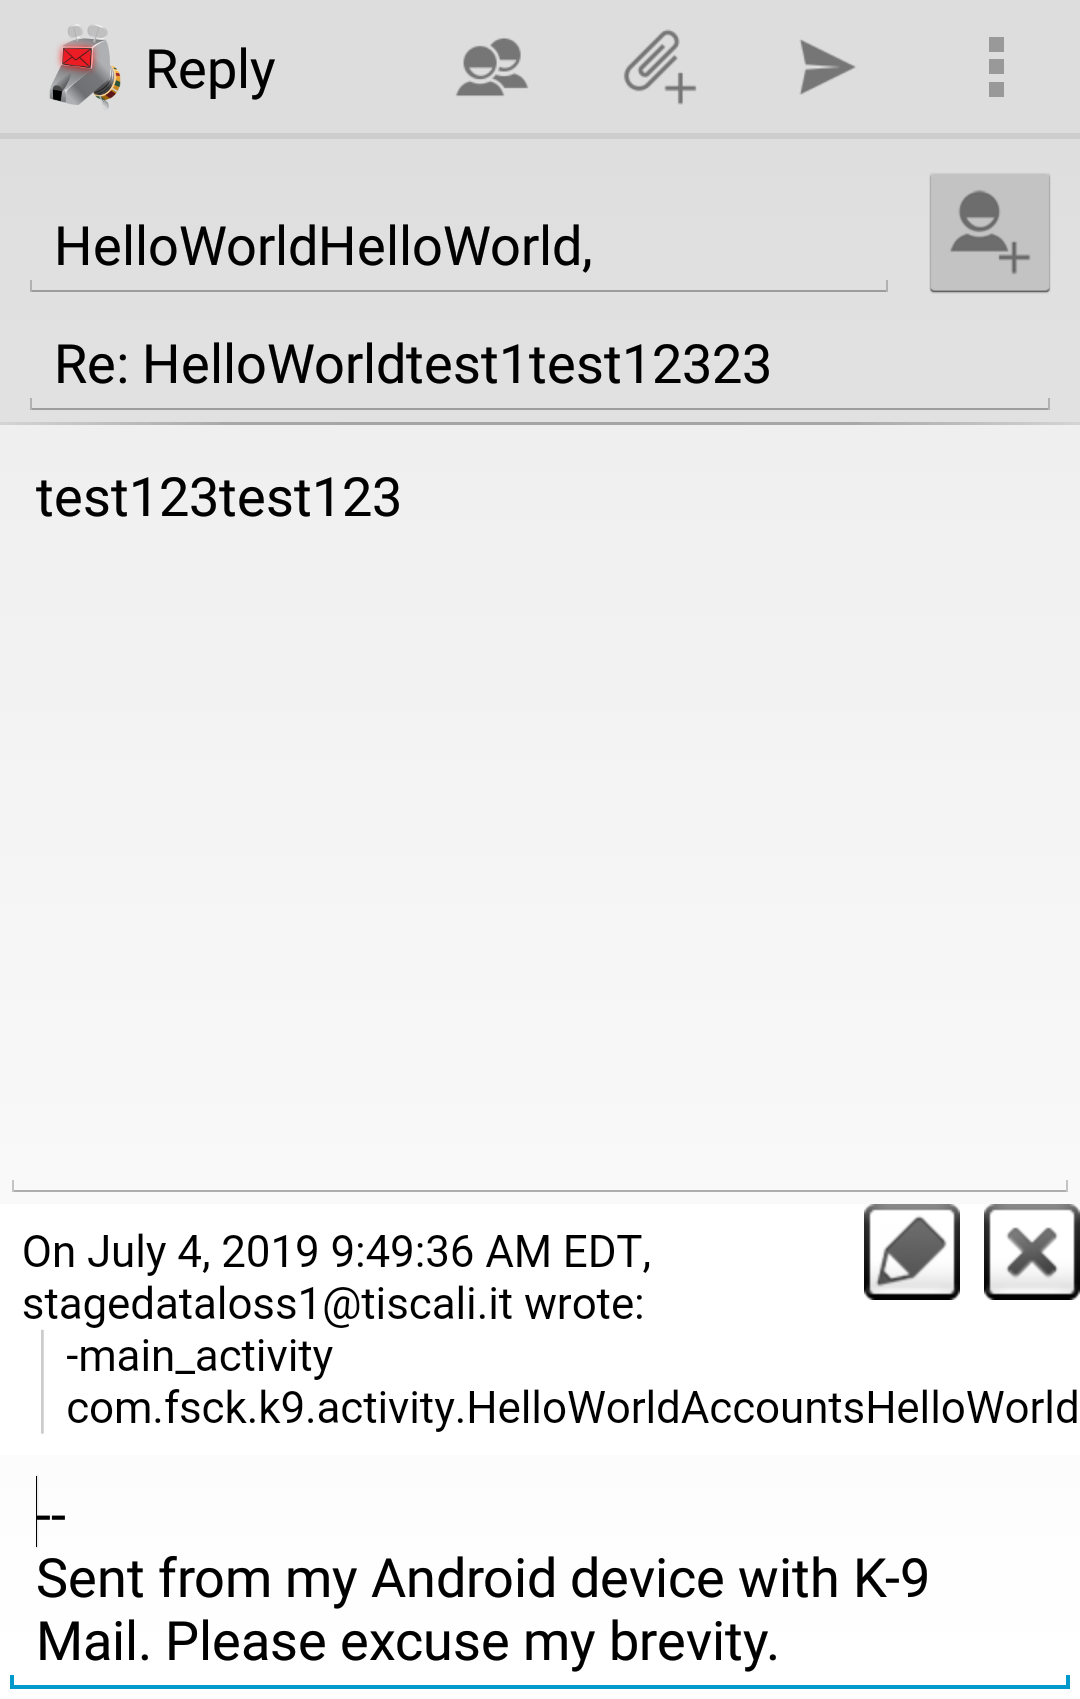 Reply
HelloWorldHelloWorld,
Re: HelloWorldtest1test12323
test123test123
On July 4, 2019 9:49:36 AM EDT,
stagedataloss1@tiscali.it wrote:
-main_activity
com.fsck.k9.activity.HelloWorldAccountsHelloWorld
--
Sent from my Android device with K-9
Mail. Please excuse my brevity.